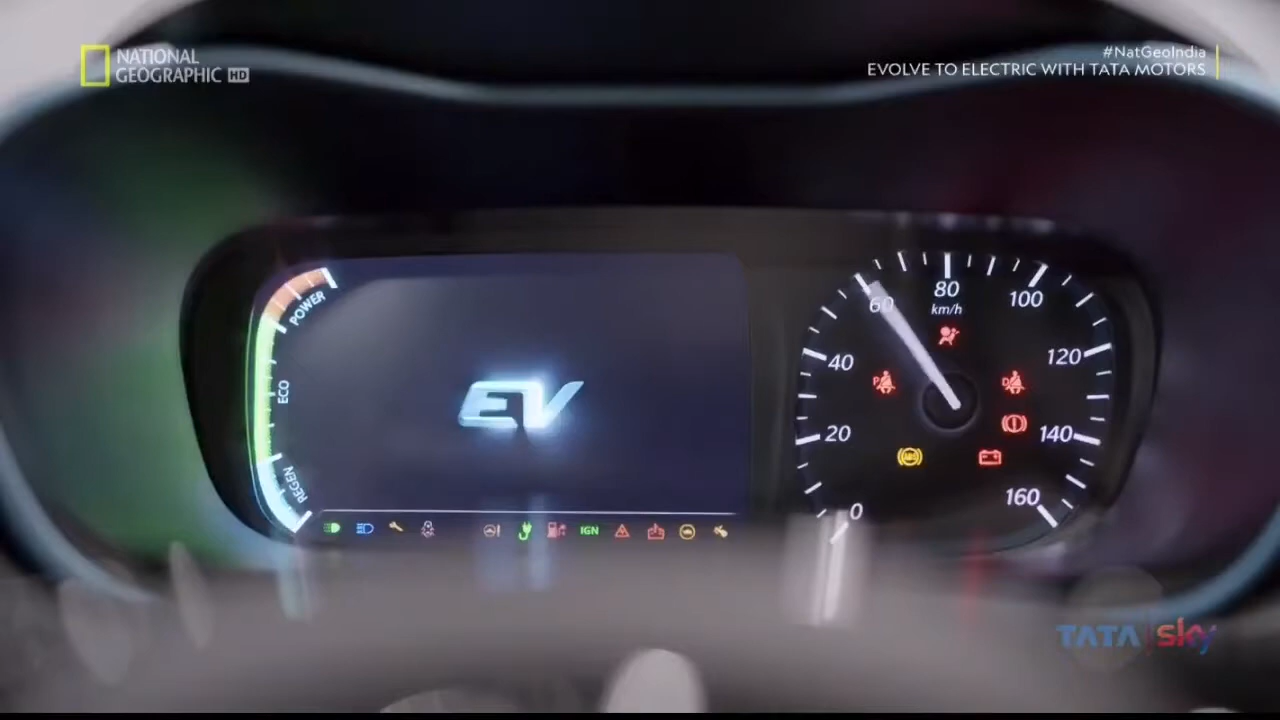 NATIONAL
GEOGRAPHIC HD
#NatGeoIndia
EVOLVE TO ELECTRIC WITH TATA MOTORS
POWER
ECO
REGEN
EV
0
20
40
60
80
100
120
140
160
km/h
P
D
ABS
IGN
TATA sky